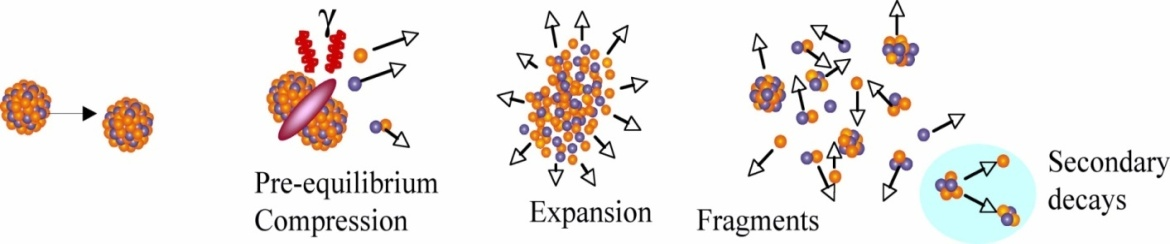 γ
Pre-equilibrium
Compression
Expansion
Fragments
Secondary
decays